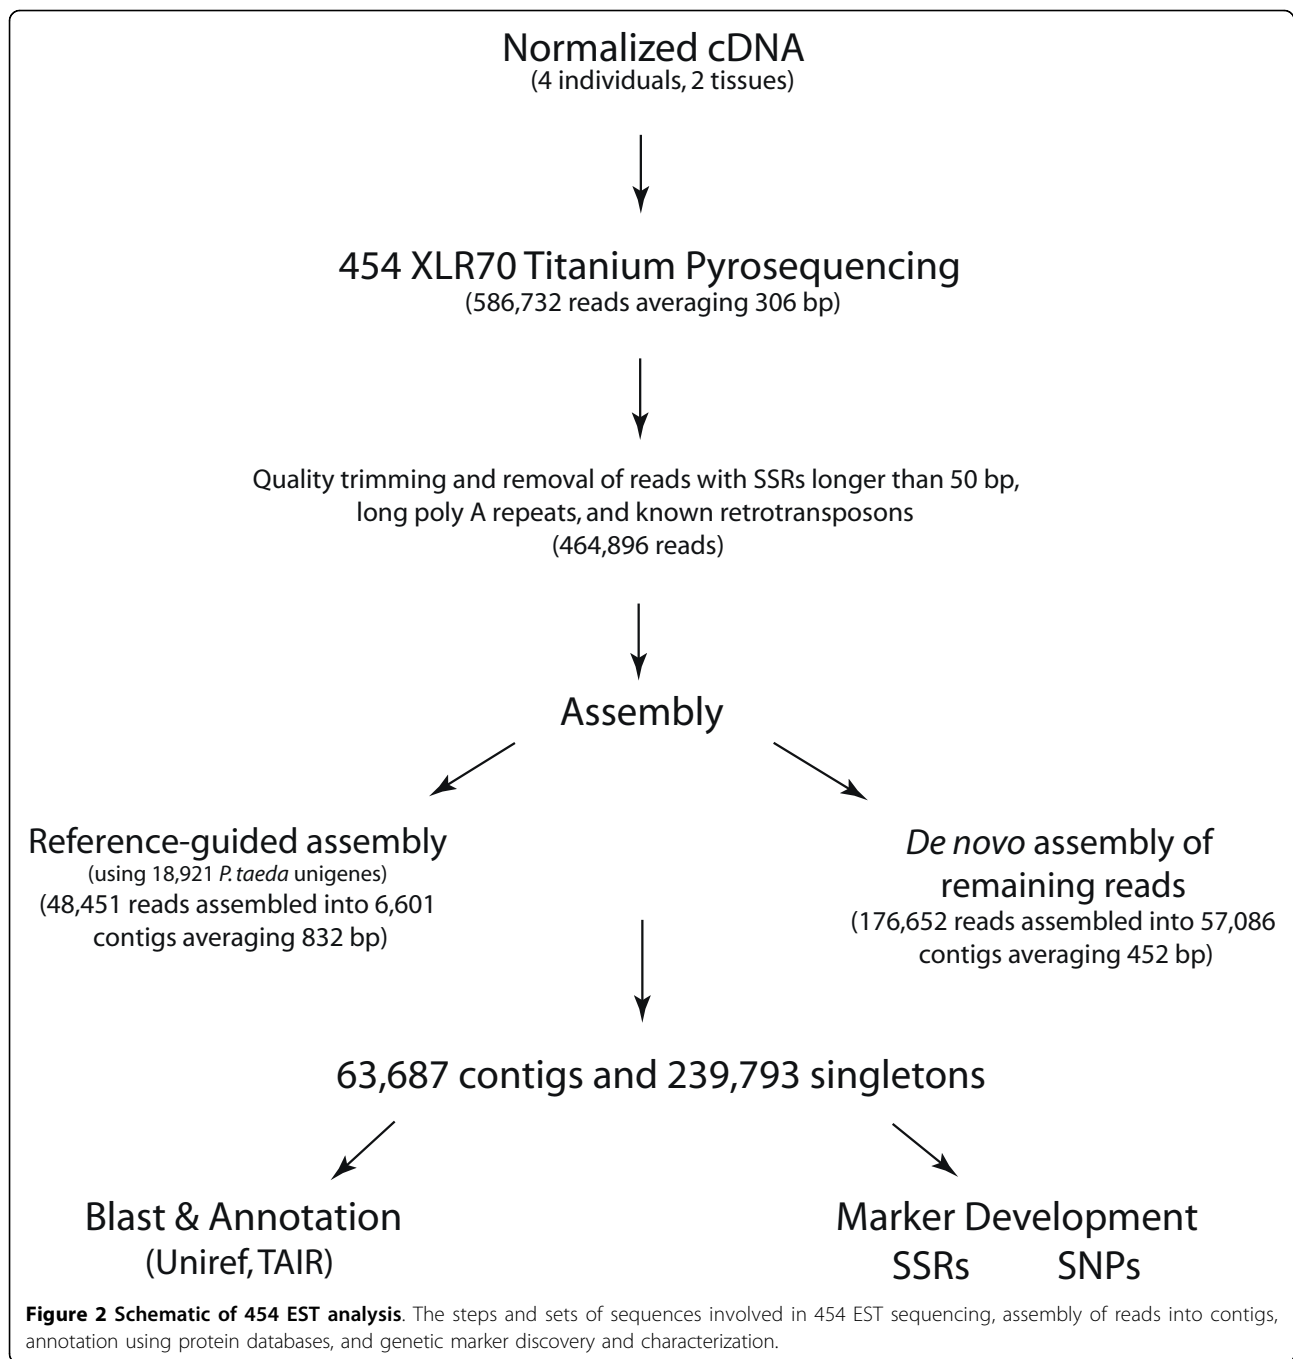 Normalized cDNA
(4 individuals, 2 tissues)
454 XLR70 Titanium Pyrosequencing
(586,732 reads averaging 306 bp)
Quality trimming and removal of reads with SSRs longer than 50 bp,
long poly A repeats, and known retrotransposons
(464,896 reads)
Assembly
Reference-guided assembly
(using 18,921 P. taeda unigenes)
(48,451 reads assembled into 6,601
contigs averaging 832 bp)
De novo assembly of
remaining reads
(176,652 reads assembled into 57,086
contigs averaging 452 bp)
63,687 contigs and 239,793 singletons
Blast & Annotation
(Uniref, TAIR)
Marker Development
SSRs SNPs
Figure 2 Schematic of 454 EST analysis. The steps and sets of sequences involved in 454 EST sequencing, assembly of reads into contigs,
annotation using protein databases, and genetic marker discovery and characterization.